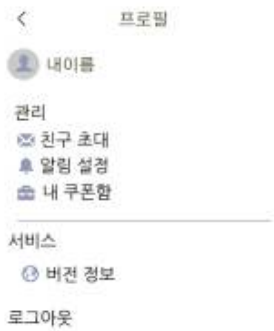 프로필
내이름
관리
친구 초대
알림 설정
내 쿠폰함
서비스
버전 정보
로그아웃